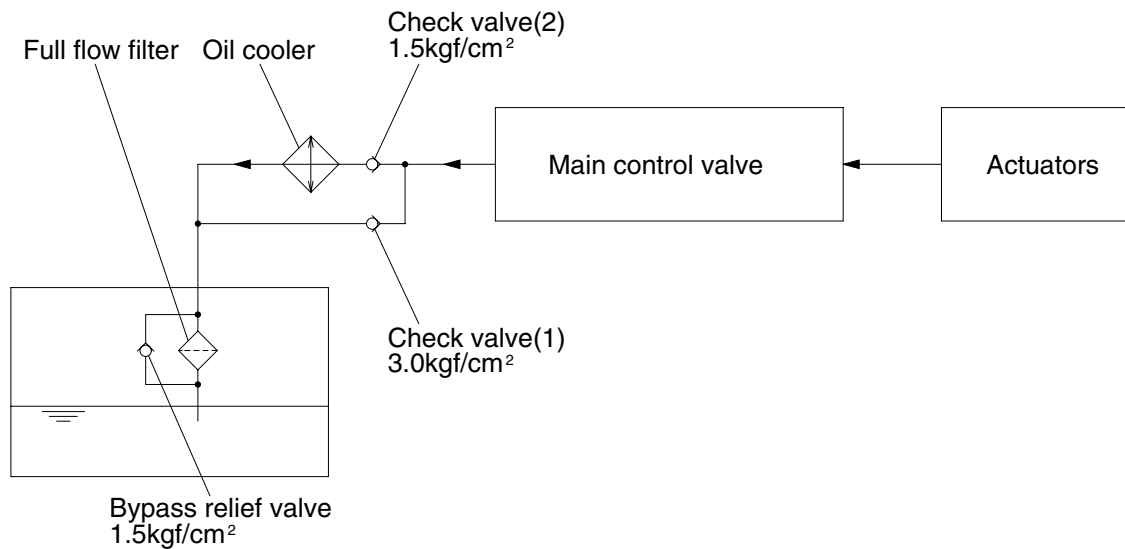 Check valve(2)
1.5kgf/cm²
Full flow filter
Oil cooler
Main control valve
Actuators
Check valve(1)
3.0kgf/cm²
Bypass relief valve
1.5kgf/cm²